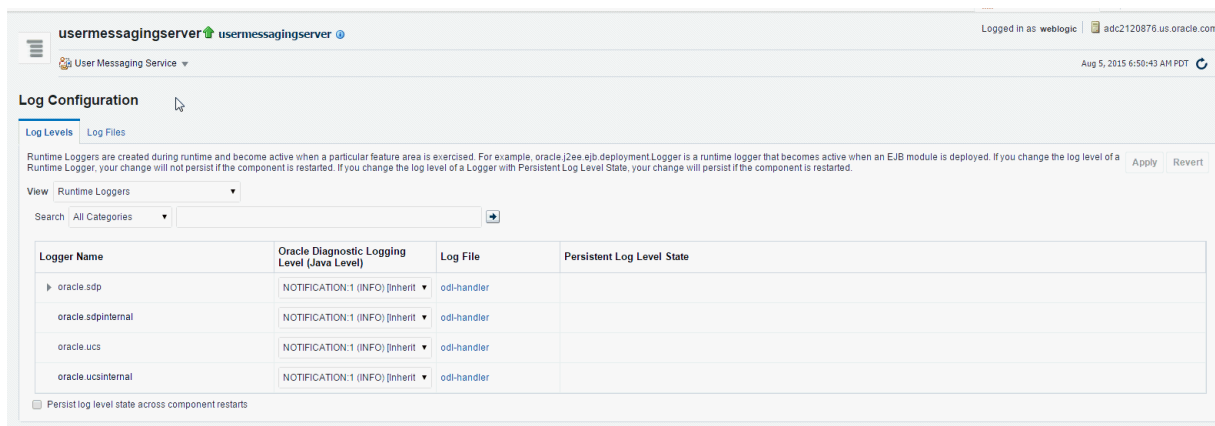 usermessagingserver usermessagingserver
Logged in as weblogic adc2120876.us.oracle.com
User Messaging Service
Aug 5, 2015 6:50:43 AM PDT
Log Configuration
Log Levels Log Files
Runtime Loggers are created during runtime and become active when a particular feature area is exercised. For example, oracle.j2ee.ejb.deployment.Logger is a runtime logger that becomes active when an EJB module is deployed. If you change the log level of a
Runtime Logger, your change will not persist if the component is restarted. If you change the log level of a Logger with Persistent Log Level State, your change will persist if the component is restarted.
Apply Revert
View Runtime Loggers
Search All Categories
Logger Name
Oracle Diagnostic Logging
Level (Java Level)
Log File
Persistent Log Level State
oracle.sdp NOTIFICATION:1 (INFO) [Inherit odl-handler
oracle.sdpinternal NOTIFICATION:1 (INFO) [Inherit odl-handler
oracle.ucs NOTIFICATION:1 (INFO) [Inherit odl-handler
oracle.ucsinternal NOTIFICATION:1 (INFO) [Inherit odl-handler
Persist log level state across component restarts